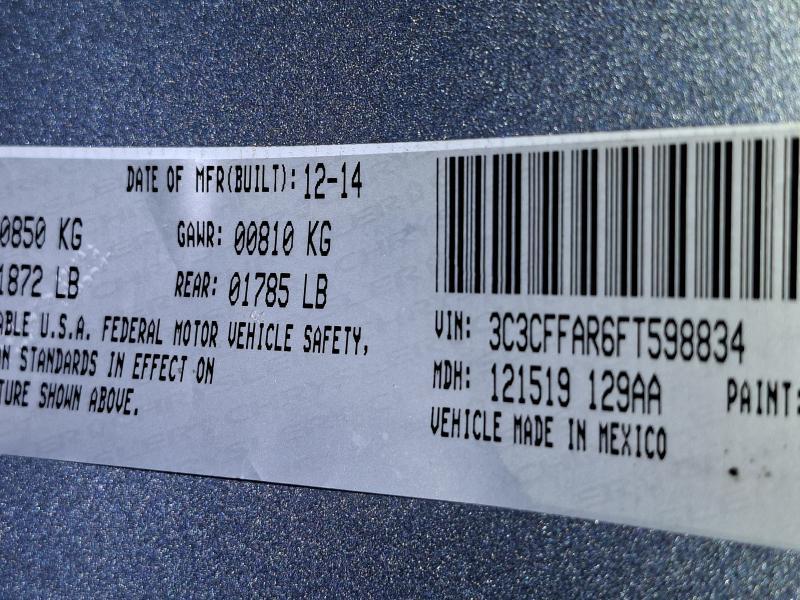 DATE OF MFR(BUILT): 12-14
0850 KG GAWR: 00810 KG
1872 LB REAR: 01785 LB
ABLE U.S.A. FEDERAL MOTOR VEHICLE SAFETY,
N STANDARDS IN EFFECT ON
TURE SHOWN ABOVE.
VIN: 3C3CFFAR6FT598834
MDH: 121519 129AA PAINT:
VEHICLE MADE IN MEXICO